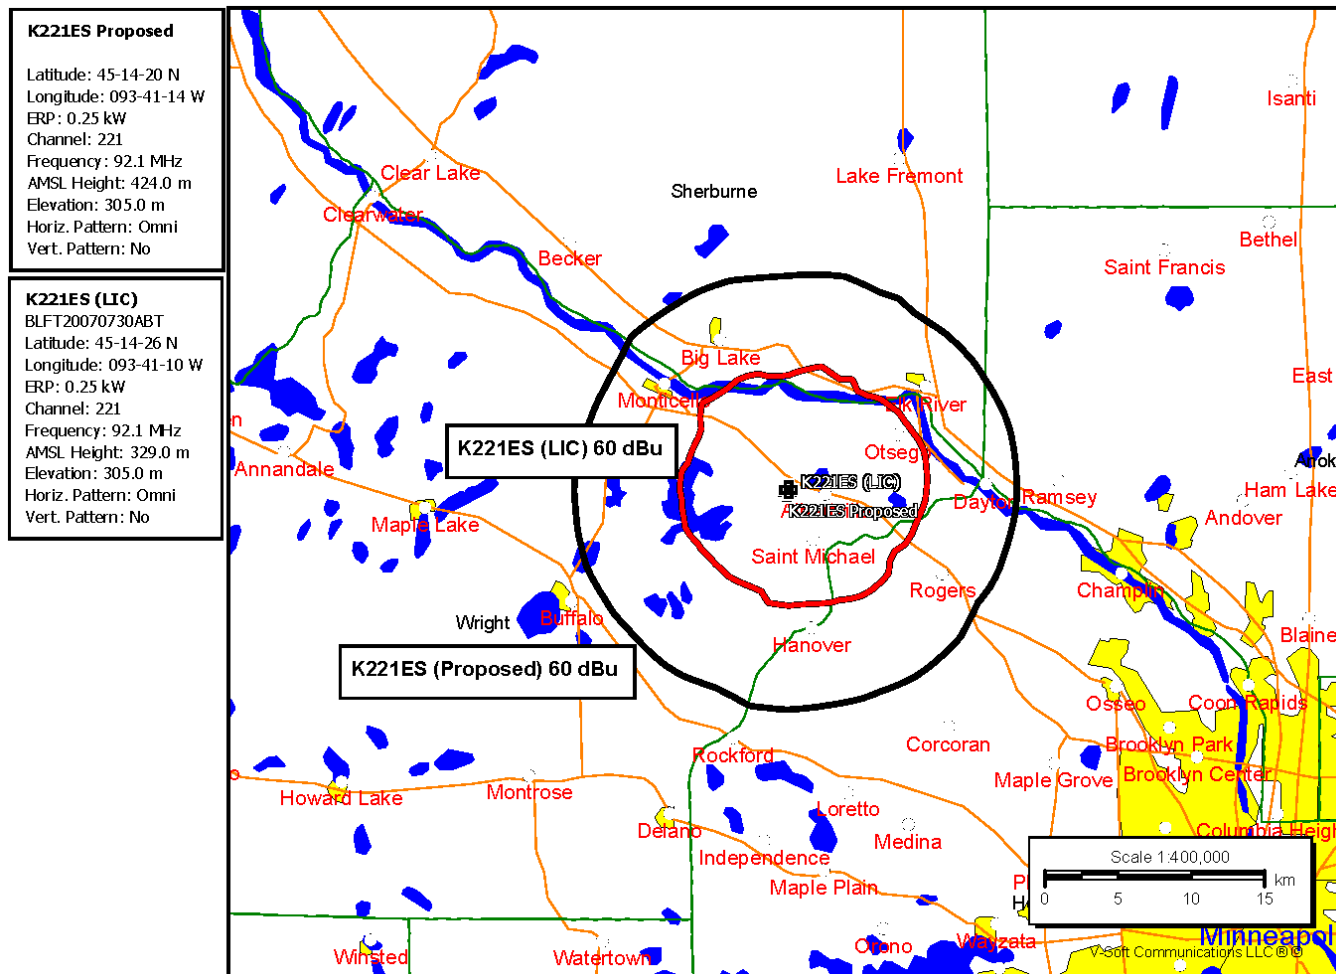 K221ES Proposed
Latitude: 45-14-20 N
Longitude: 093-41-14 W
ERP: 0.25 kW
Channel: 221
Frequency: 92.1 MHz
AMSL Height: 424.0 m
Elevation: 305.0 m
Horiz. Pattern: Omni
Vert. Pattern: No
K221ES (LIC)
BLFT20070730ABT
Latitude: 45-14-26 N
Longitude: 093-41-10 W
ERP: 0.25 kW
Channel: 221
Frequency: 92.1 MHz
AMSL Height: 329.0 m
Elevation: 305.0 m
Horiz. Pattern: Omni
Vert. Pattern: No
Isanti
Clear Lake
Lake Fremont
Sherburne
Clearwater
Bethel
Becker
Saint Francis
Big Lake
East
Monticello
Elk River
K221ES (LIC) 60 dBu
Otsego
Annandale
K221ES (LIC)
Ham Lake
Dayton
Ramsey
Andover
K221ES Proposed
Maple Lake
Saint Michael
Rogers
Champlin
Wright
Buffalo
Hanover
Blaine
K221ES (Proposed) 60 dBu
Osseo
Coon Rapids
Corcoran
Brooklyn Park
Rockford
Maple Grove
Brooklyn Center
Howard Lake
Montrose
Loretto
Delano
Medina
Columbia Heigh
Independence
Maple Plain
Scale 1:400,000
km
0 5 10 15
Orono
Wayzata
Minneapol
Winsted
Watertown
V-Soft Communications LLC ® ©